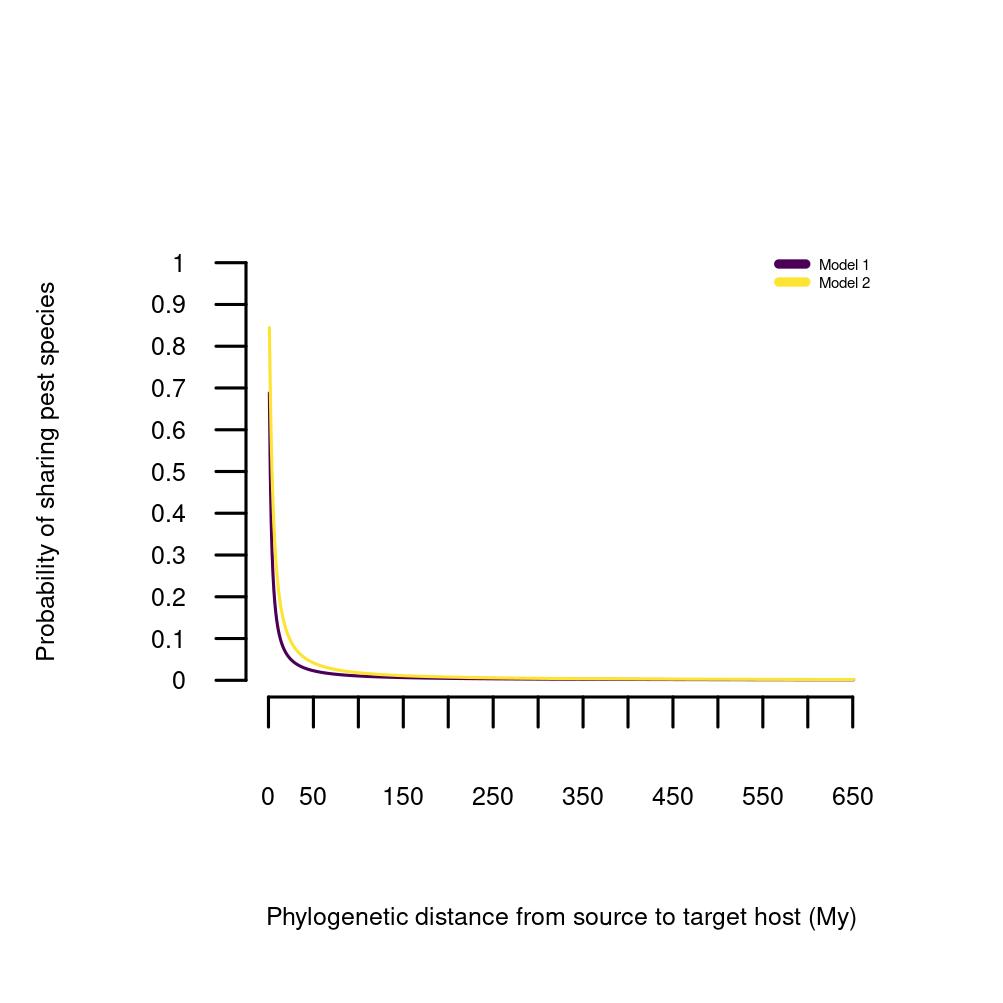 Model 1
Model 2
Probability of sharing pest species
1
0.9
0.8
0.7
0.6
0.5
0.4
0.3
0.2
0.1
0
0 50 150 250 350 450 550 650
Phylogenetic distance from source to target host (My)